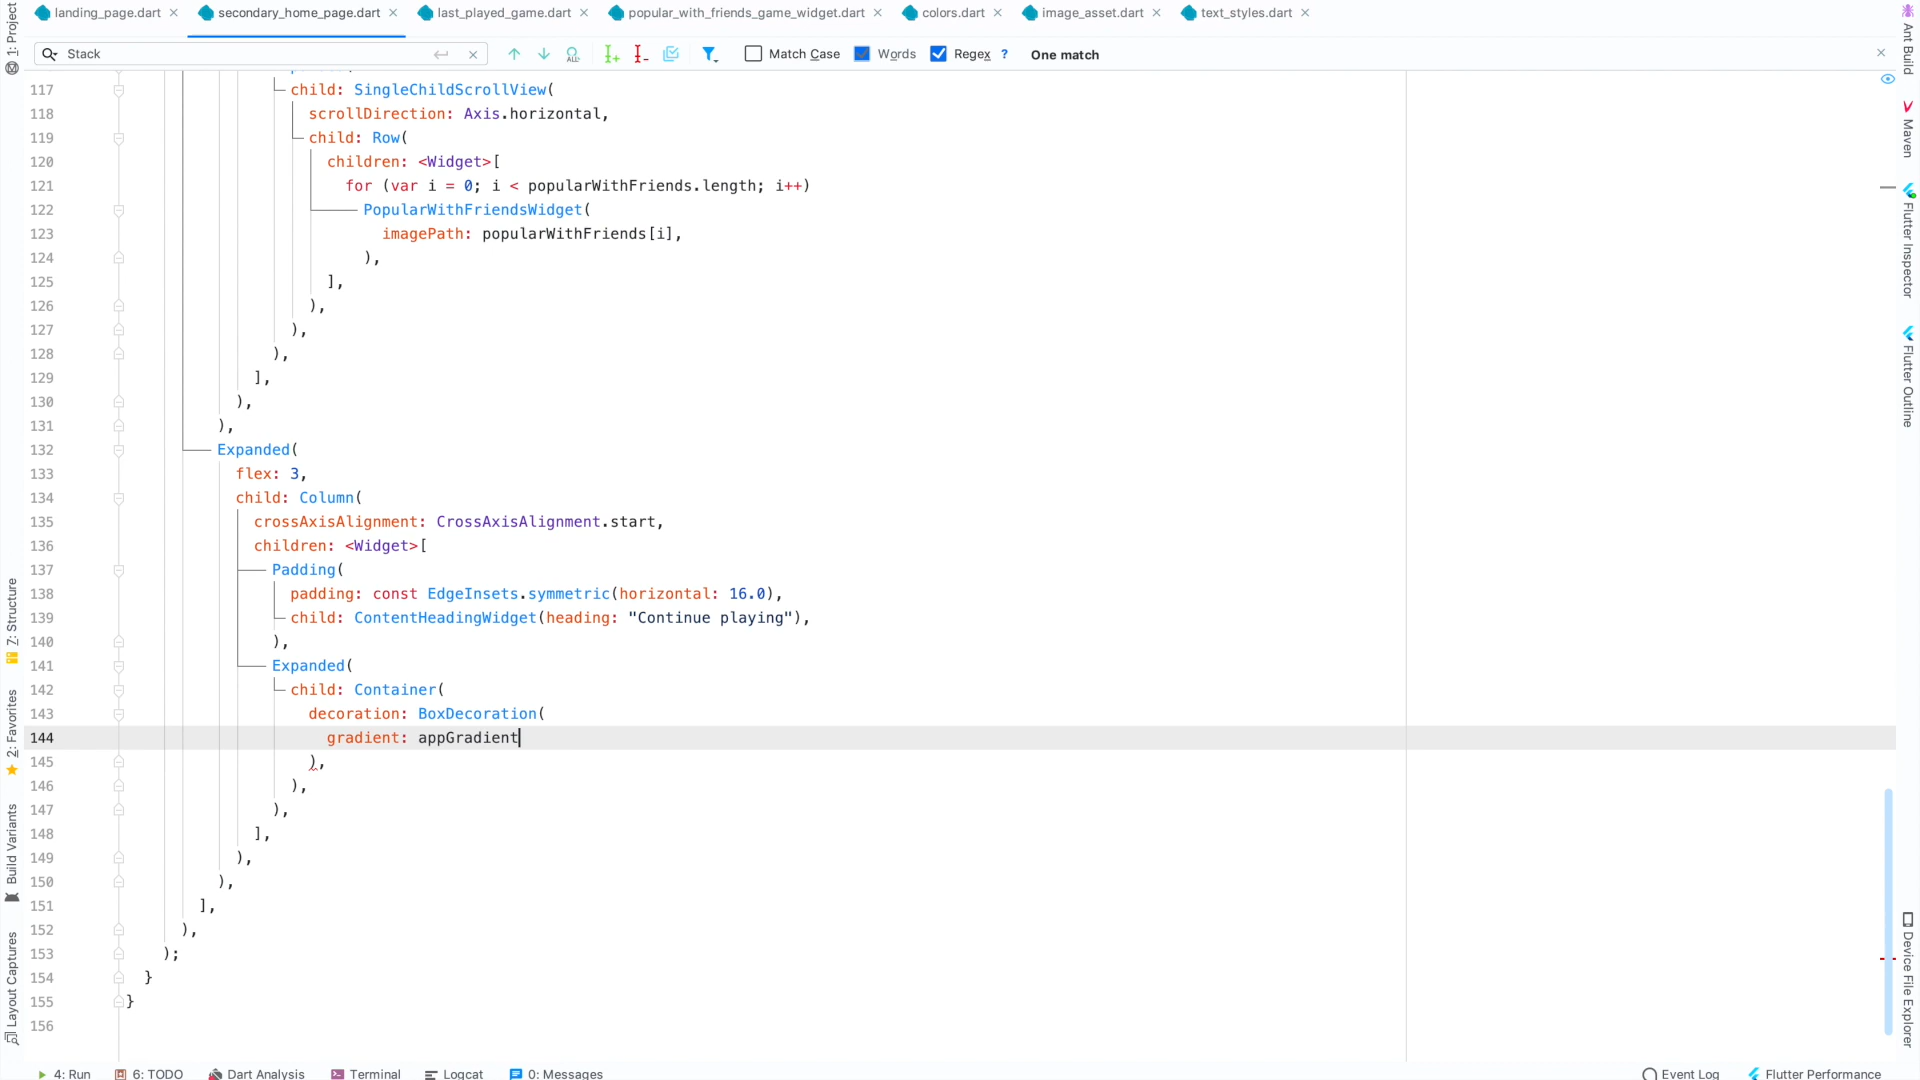 landing_page.dart secondary_home_page.dart last_played_game.dart popular_with_friends_game_widget.dart colors.dart image_asset.dart text_styles.dart
Stack Match Case Words Regex ? One match
117 child: SingleChildScrollView(
118 scrollDirection: Axis.horizontal,
119 child: Row(
120 children: <Widget>[
121 for (var i = 0; i < popularWithFriends.length; i++)
122 PopularWithFriendsWidget(
123 imagePath: popularWithFriends[i],
124 ),
125 ],
126 ),
127 ),
128 ),
129 ],
130 ),
131 ),
132 Expanded(
133 flex: 3,
134 child: Column(
135 crossAxisAlignment: CrossAxisAlignment.start,
136 children: <Widget>[
137 Padding(
138 padding: const EdgeInsets.symmetric(horizontal: 16.0),
139 child: ContentHeadingWidget(heading: "Continue playing"),
140 ),
141 Expanded(
142 child: Container(
143 decoration: BoxDecoration(
144 gradient: appGradient
145 ),
146 ),
147 ),
148 ],
149 ),
150 ),
151 ],
152 ),
153 );
154 }
155 }
156
1: Project
7: Structure
2: Favorites
Build Variants
Layout Captures
Ant Build
Maven
Flutter Inspector
Flutter Outline
Device File Explorer
4: Run 6: TODO Dart Analysis Terminal Logcat 0: Messages Event Log Flutter Performance